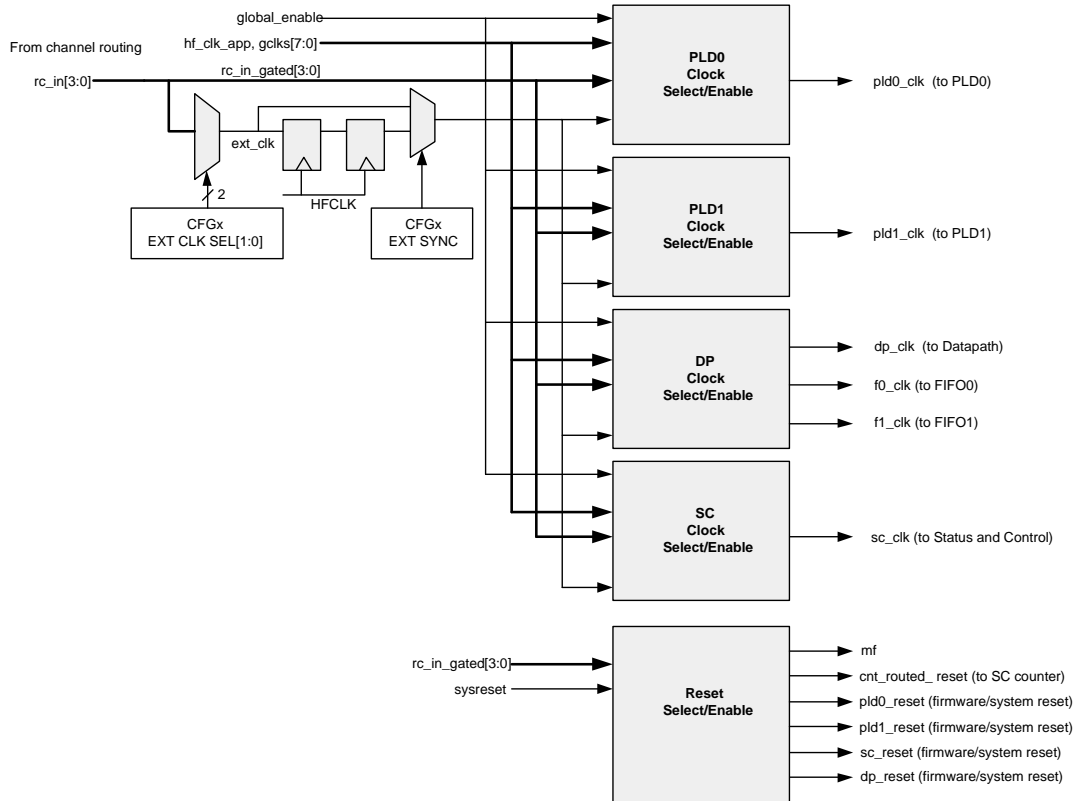 global_enable
From channel routing
hf_clk_app, gclks[7:0]
rc_in[3:0]
rc_in_gated[3:0]
ext_clk
HFCLK
2
CFGx
EXT CLK SEL[1:0]
CFGx
EXT SYNC
PLD0
Clock
Select/Enable
pld0_clk (to PLD0)
PLD1
Clock
Select/Enable
pld1_clk (to PLD1)
DP
Clock
Select/Enable
dp_clk (to Datapath)
f0_clk (to FIFO0)
f1_clk (to FIFO1)
SC
Clock
Select/Enable
sc_clk (to Status and Control)
rc_in_gated[3:0]
sysreset
Reset
Select/Enable
mf
cnt_routed_ reset (to SC counter)
pld0_reset (firmware/system reset)
pld1_reset (firmware/system reset)
sc_reset (firmware/system reset)
dp_reset (firmware/system reset)